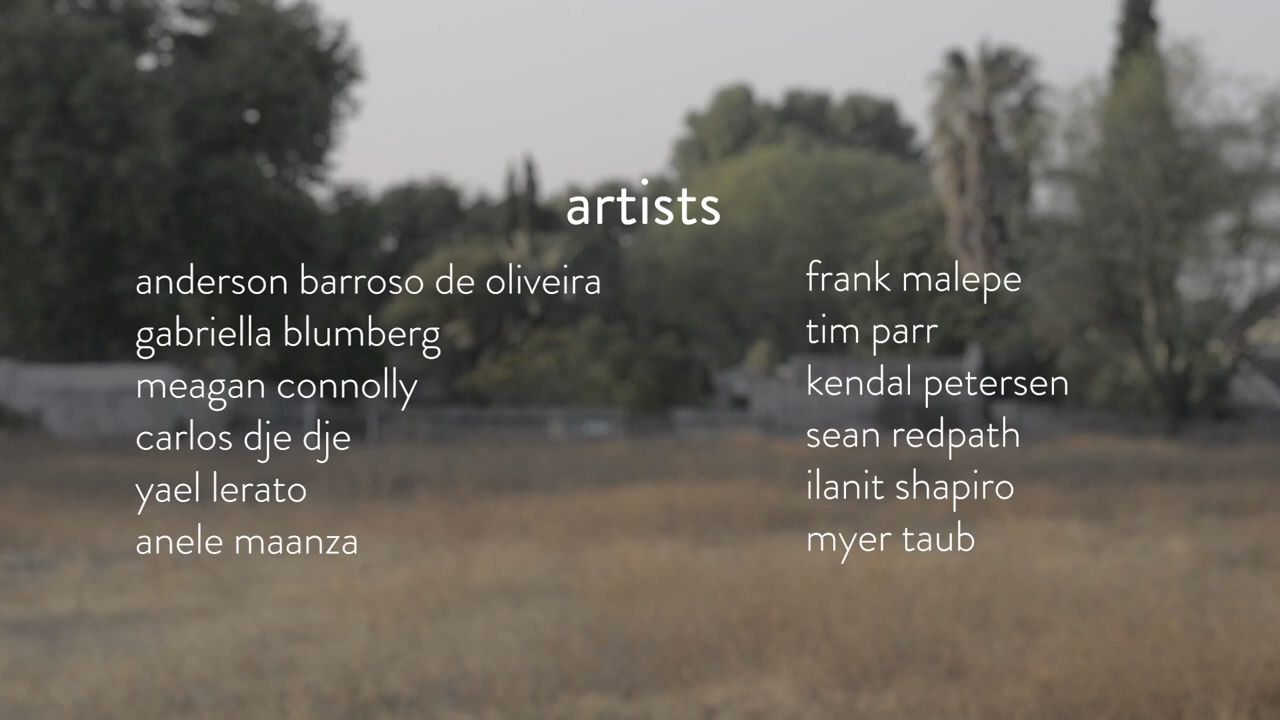 artists
anderson barroso de oliveira
gabriella blumberg
meagan connolly
carlos dje dje
yael lerato
anele maanza
frank malepe
tim parr
kendal petersen
sean redpath
ilanit shapiro
myer taub